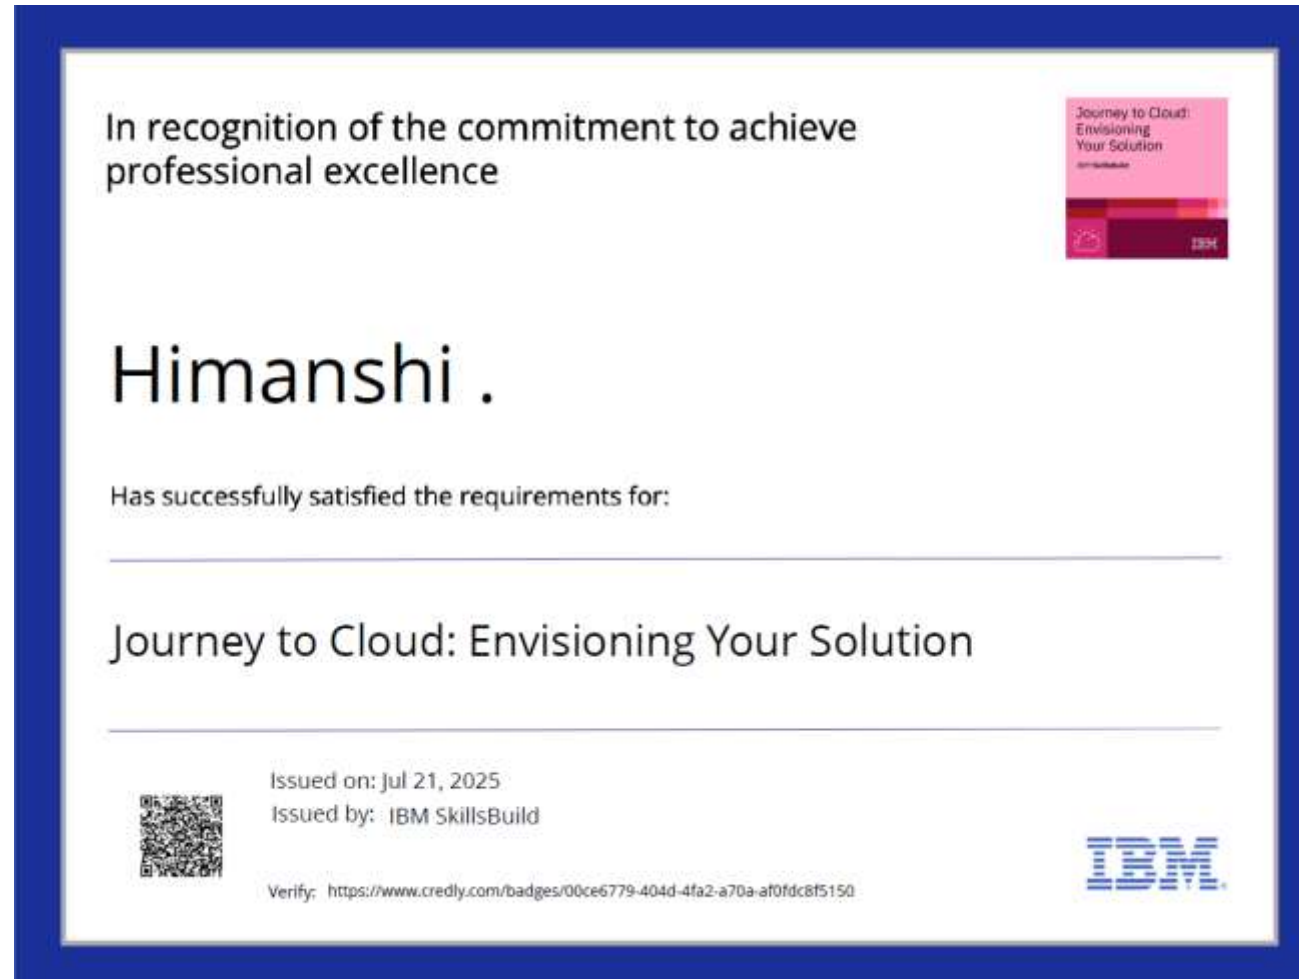 In recognition of the commitment to achieve
professional excellence
Journey to Cloud:
Envisioning
Your Solution
IBM SkillsBuild
IBM
Himanshi .
Has successfully satisfied the requirements for:
Journey to Cloud: Envisioning Your Solution
Issued on: Jul 21, 2025
Issued by: IBM SkillsBuild
Verify: https://www.credly.com/badges/00ce6779-404d-4fa2-a70a-af0fdc8f5150
IBM.